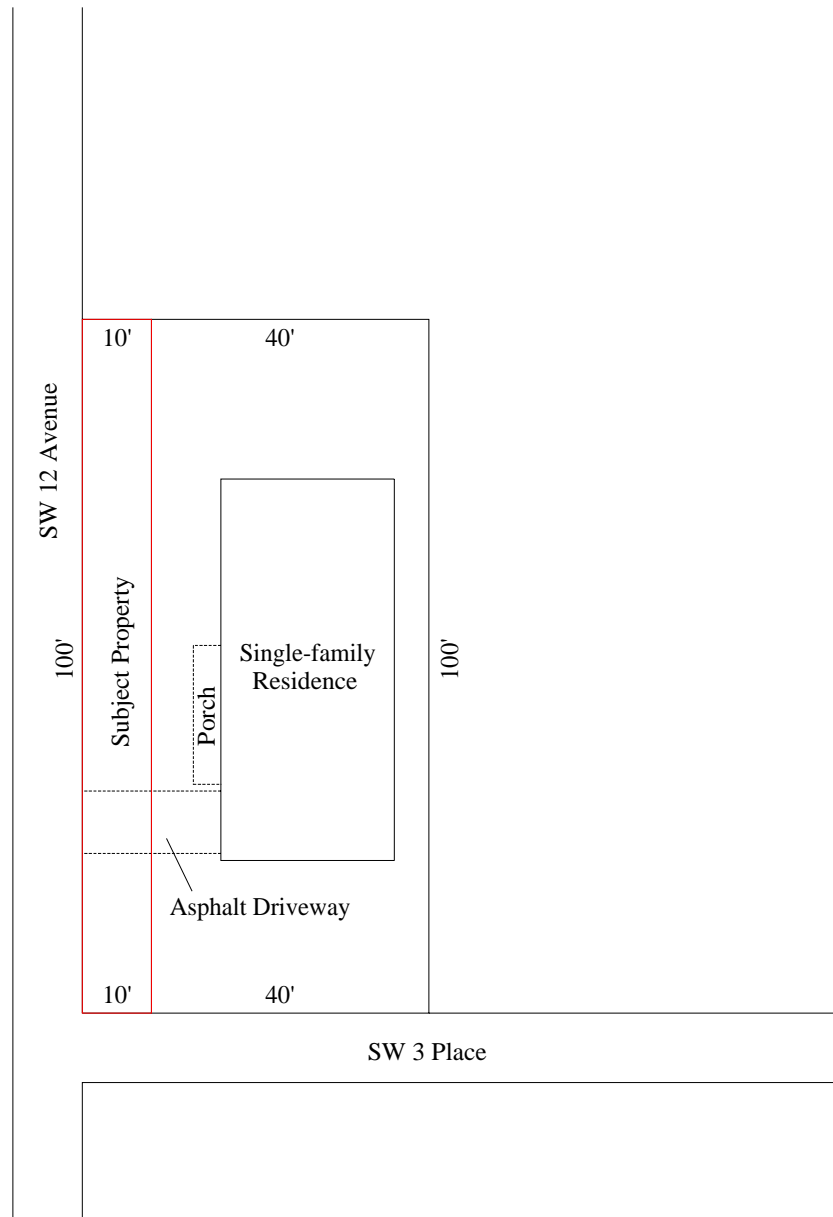 10'
40'
SW 12 Avenue
Subject Property
100'
Porch
Single-family
Residence
100'
Asphalt Driveway
10'
40'
SW 3 Place